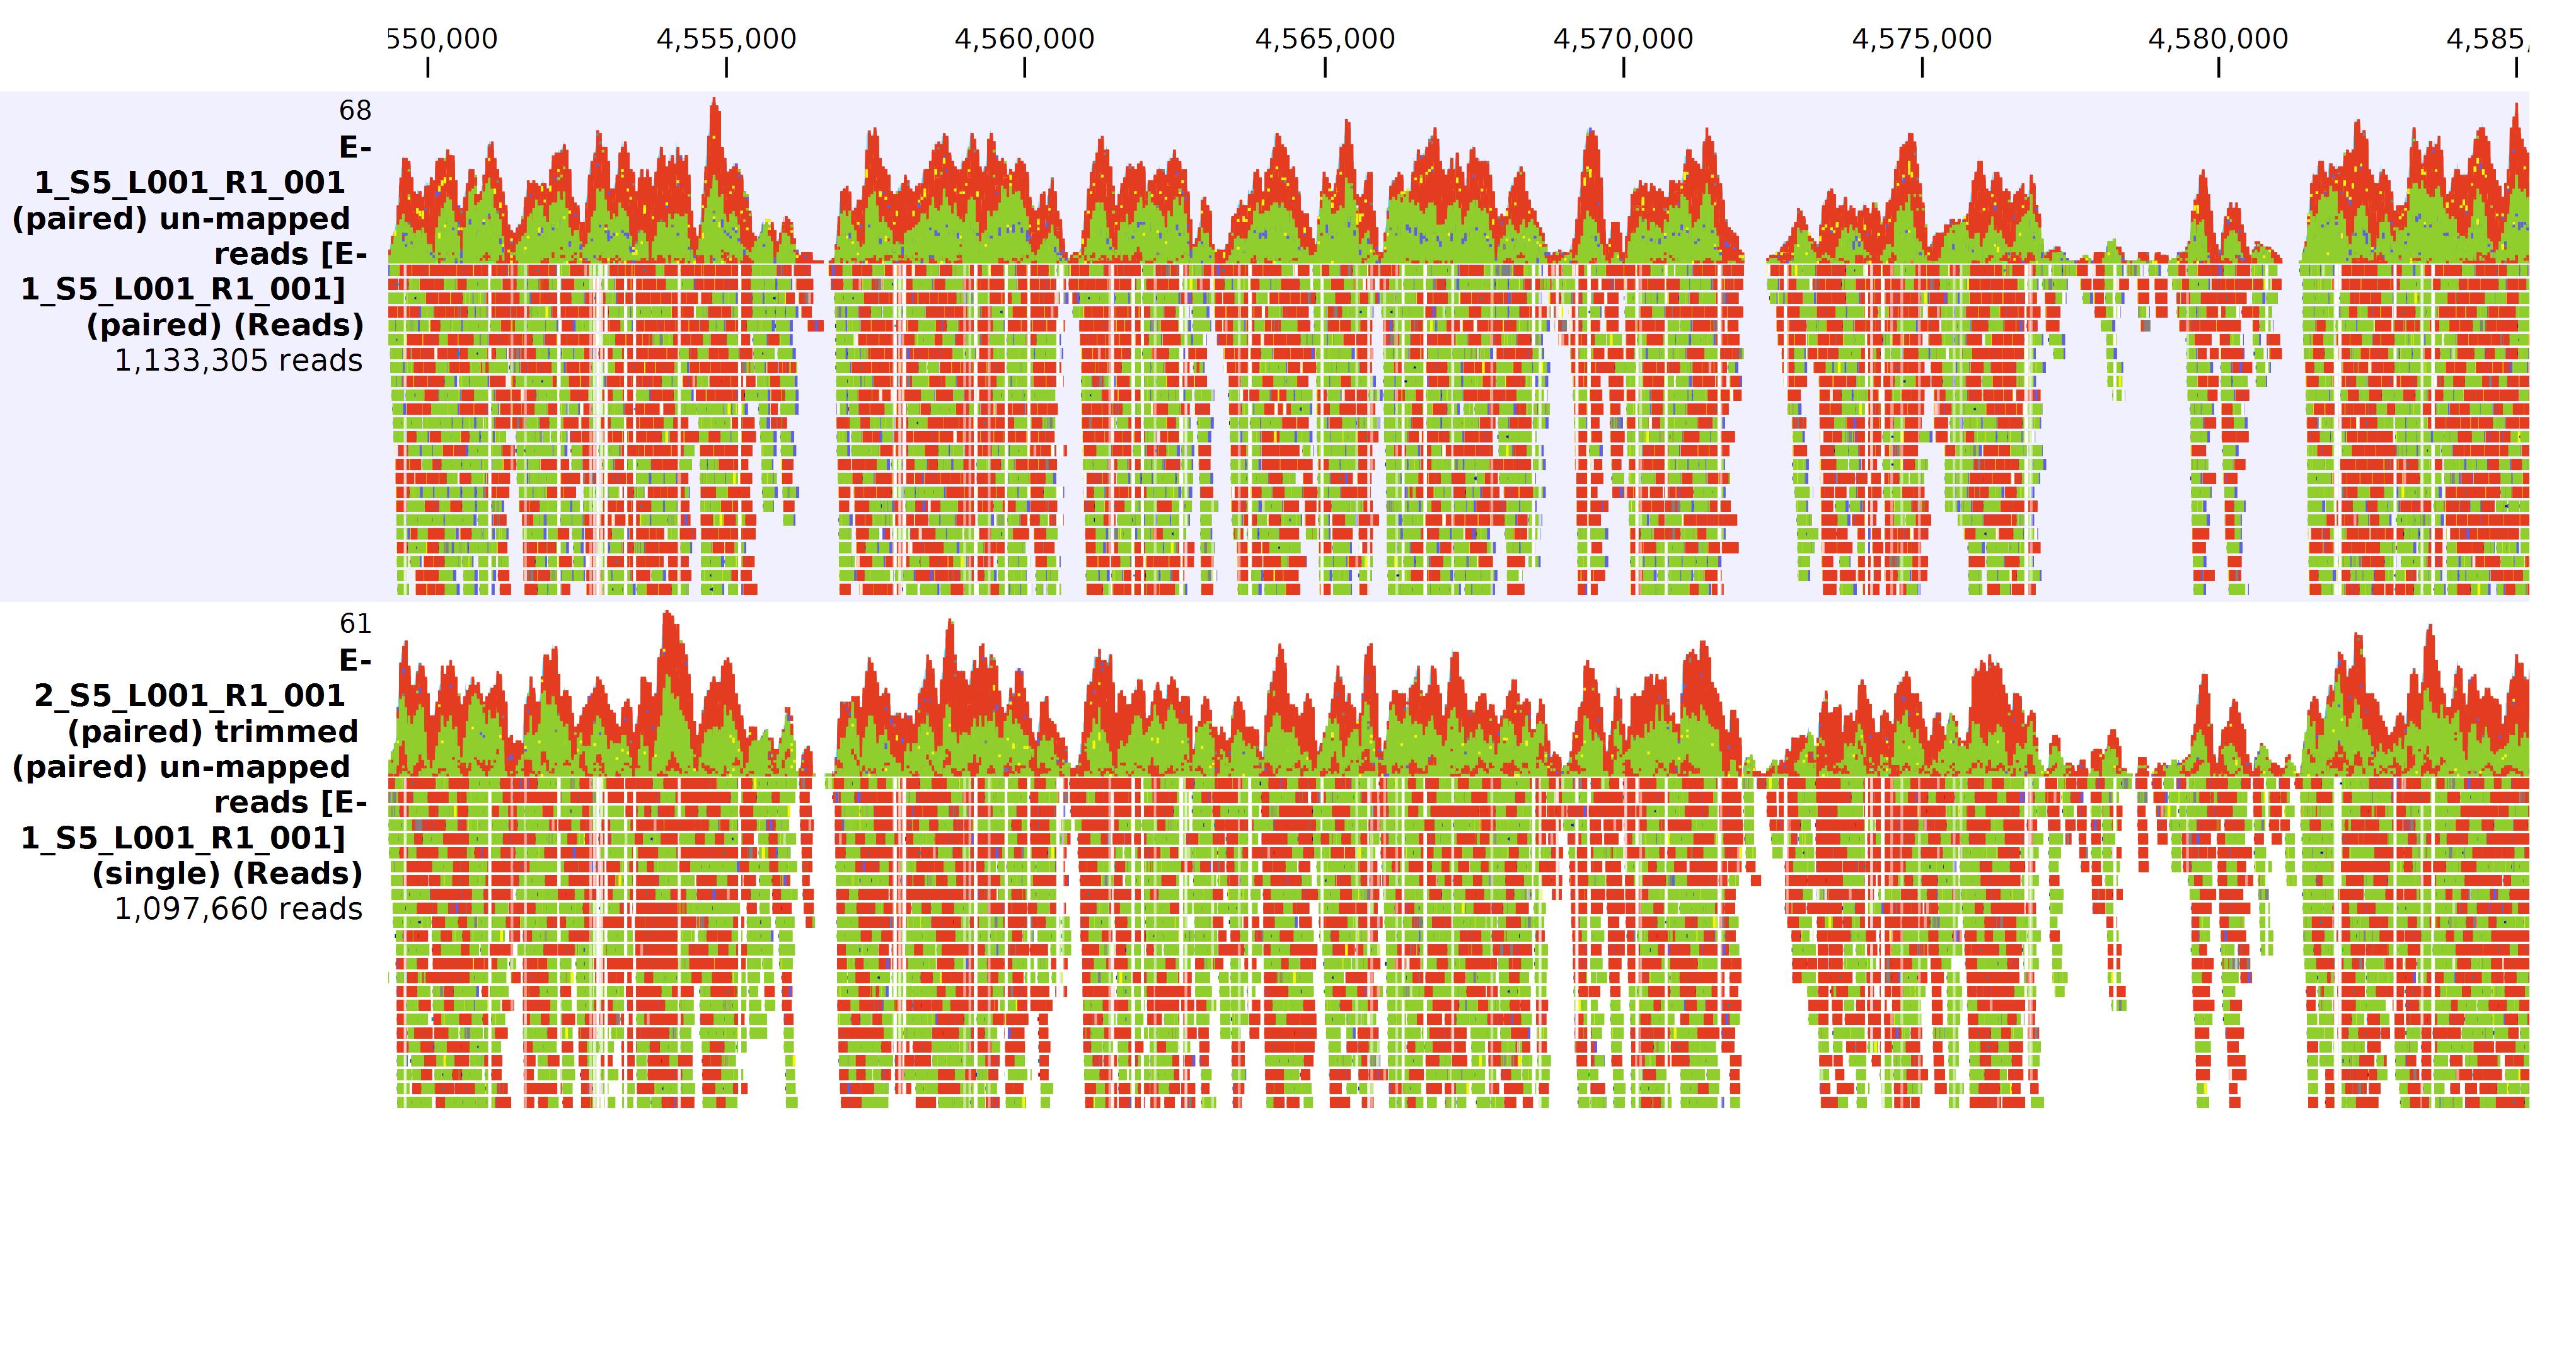 550,000 4,555,000 4,560,000 4,565,000 4,570,000 4,575,000 4,580,000 4,585,
68
E-
1_S5_L001_R1_001
(paired) un-mapped
reads [E-
1_S5_L001_R1_001]
(paired) (Reads)
1,133,305 reads
61
E-
2_S5_L001_R1_001
(paired) trimmed
(paired) un-mapped
reads [E-
1_S5_L001_R1_001]
(single) (Reads)
1,097,660 reads